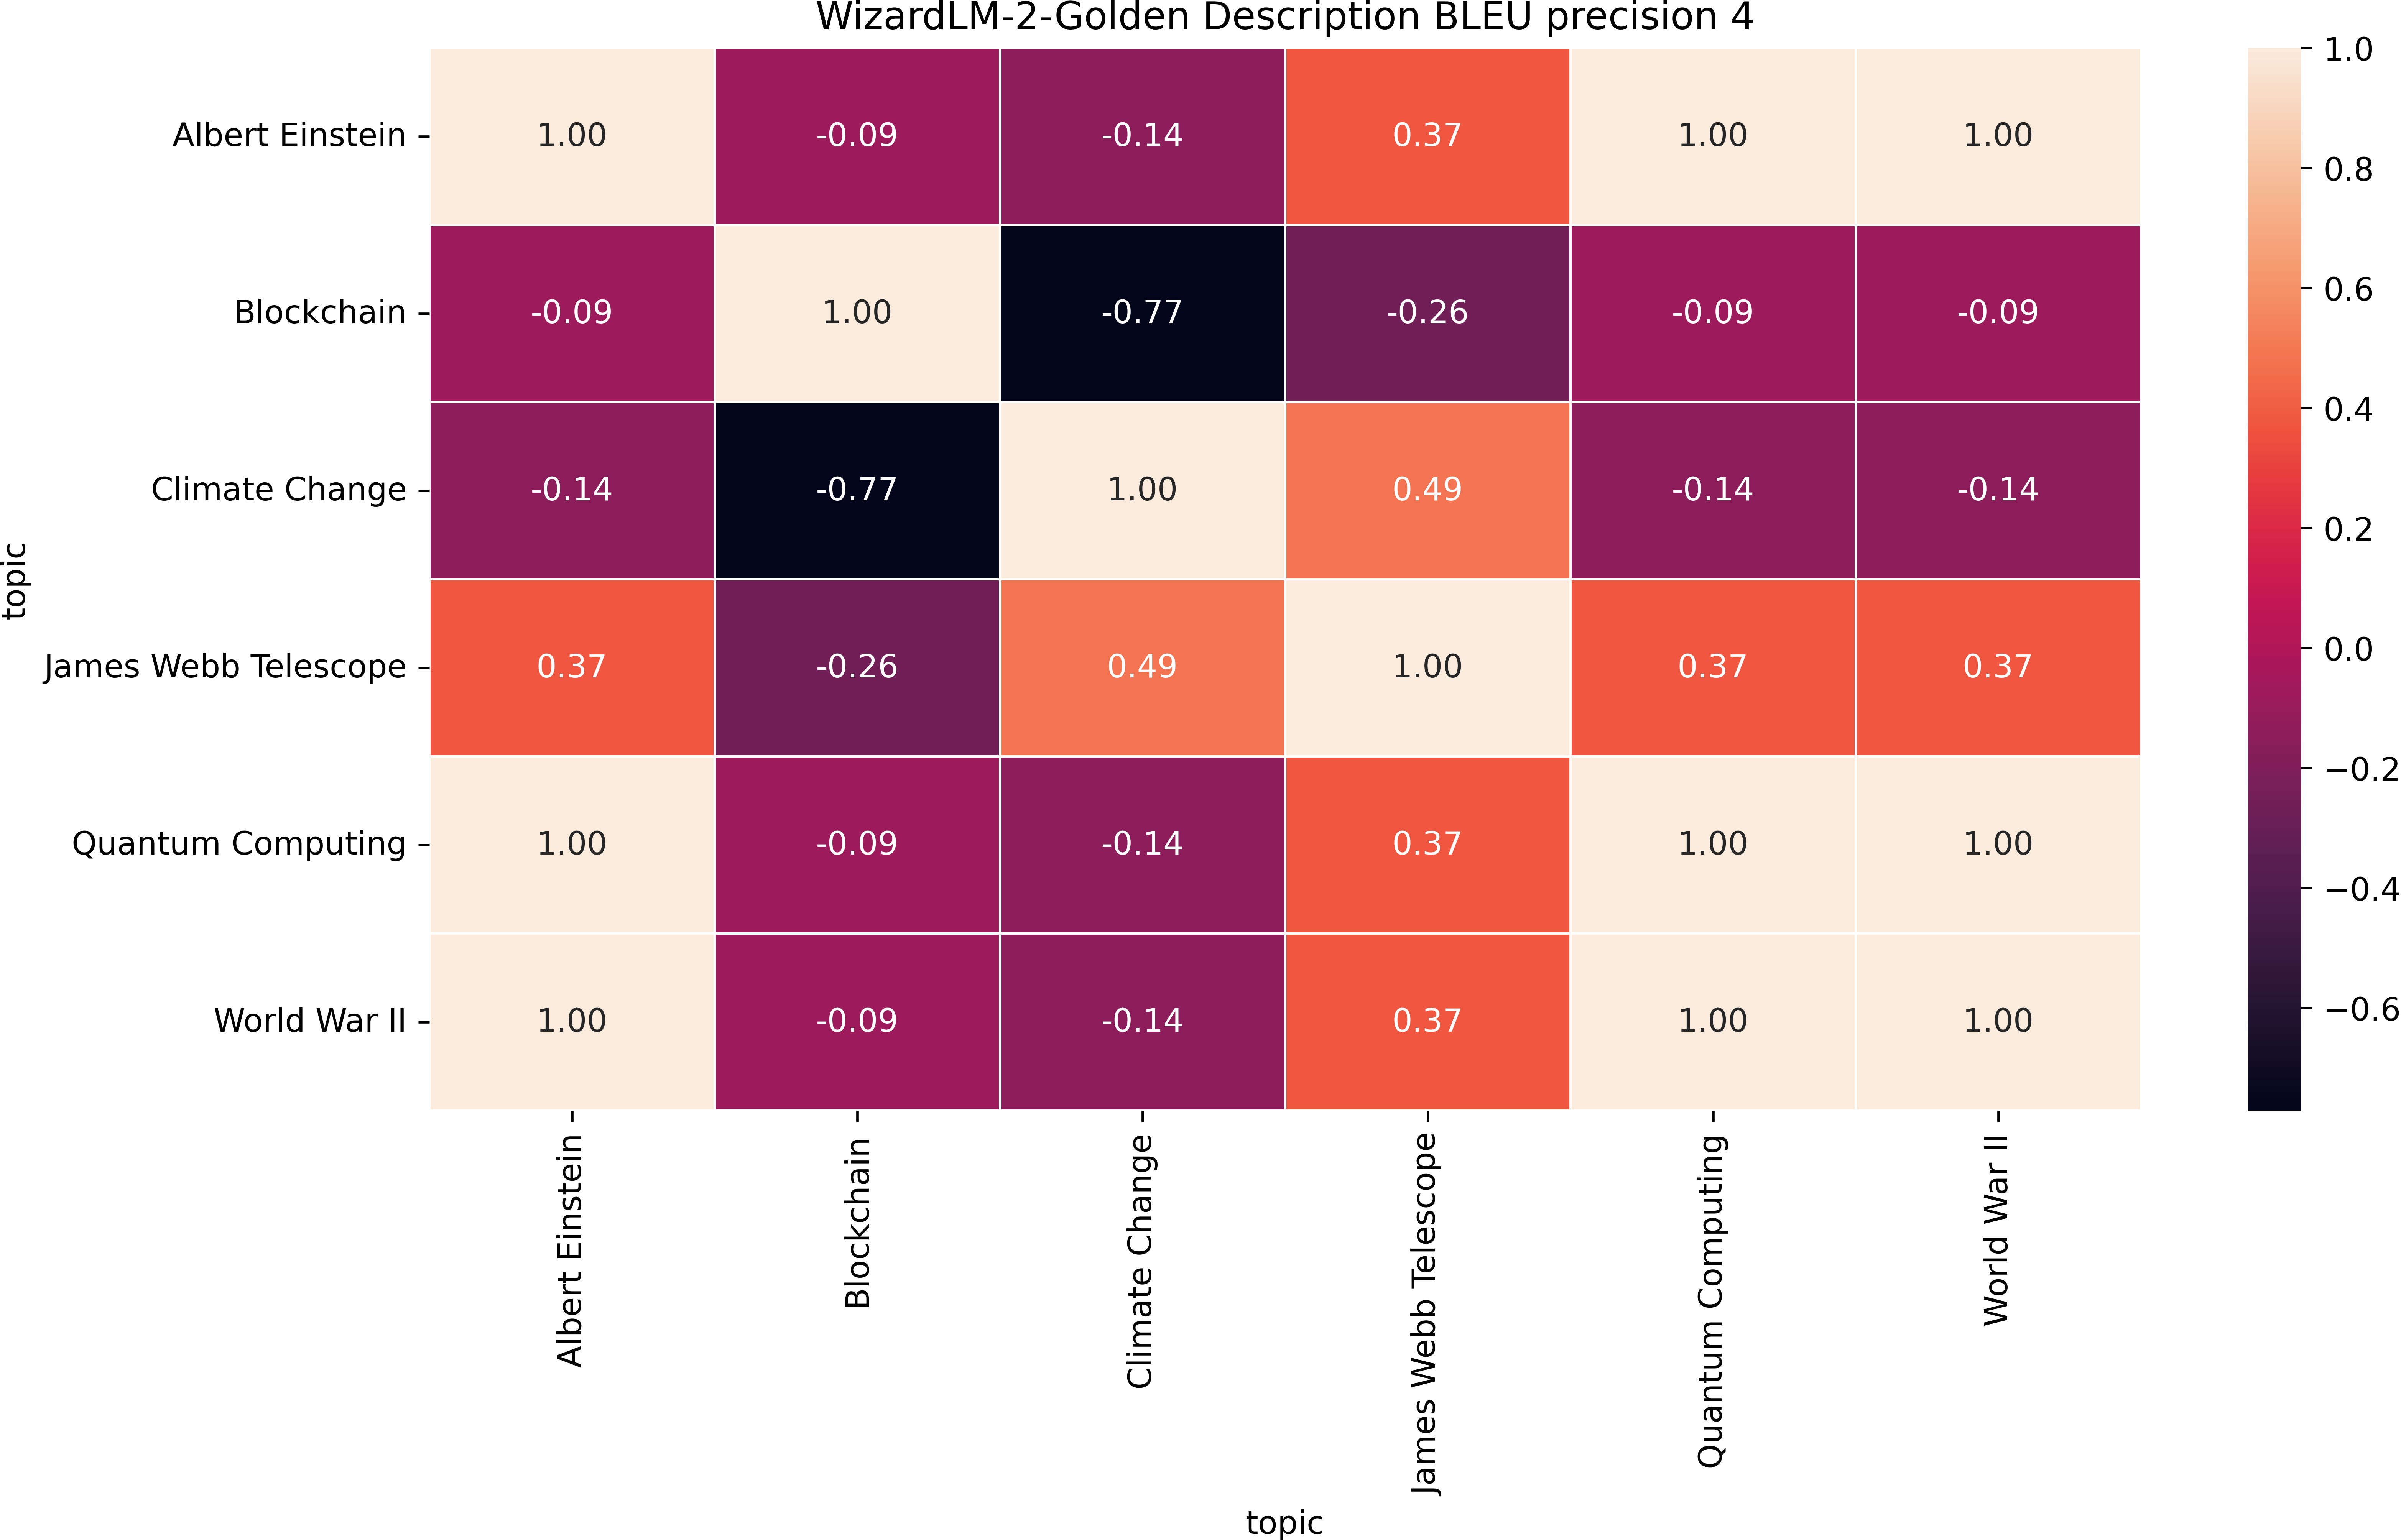 WizardLM-2-Golden Description BLEU precision 4
Albert Einstein 1.00 -0.09 -0.14 0.37 1.00 1.00
Blockchain -0.09 1.00 -0.77 -0.26 -0.09 -0.09
Climate Change -0.14 -0.77 1.00 0.49 -0.14 -0.14
James Webb Telescope 0.37 -0.26 0.49 1.00 0.37 0.37
Quantum Computing 1.00 -0.09 -0.14 0.37 1.00 1.00
World War II 1.00 -0.09 -0.14 0.37 1.00 1.00
topic
Albert Einstein
Blockchain
Climate Change
James Webb Telescope
Quantum Computing
World War II
topic
1.0
0.8
0.6
0.4
0.2
0.0
−0.2
−0.4
−0.6